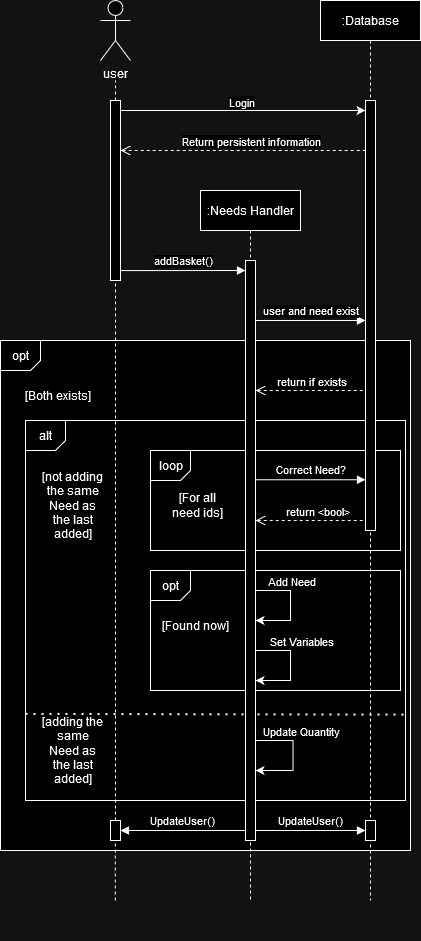 :Database
user
Login
Return persistent information
:Needs Handler
addBasket()
user and need exist
opt
return if exists
[Both exists]
alt
loop
Correct Need?
[not adding
the same
Need as
the last
added]
[For all
need ids]
return <bool>
opt
Add Need
[Found now]
Set Variables
[adding the
same
Need as
the last
added]
Update Quantity
UpdateUser()
UpdateUser()